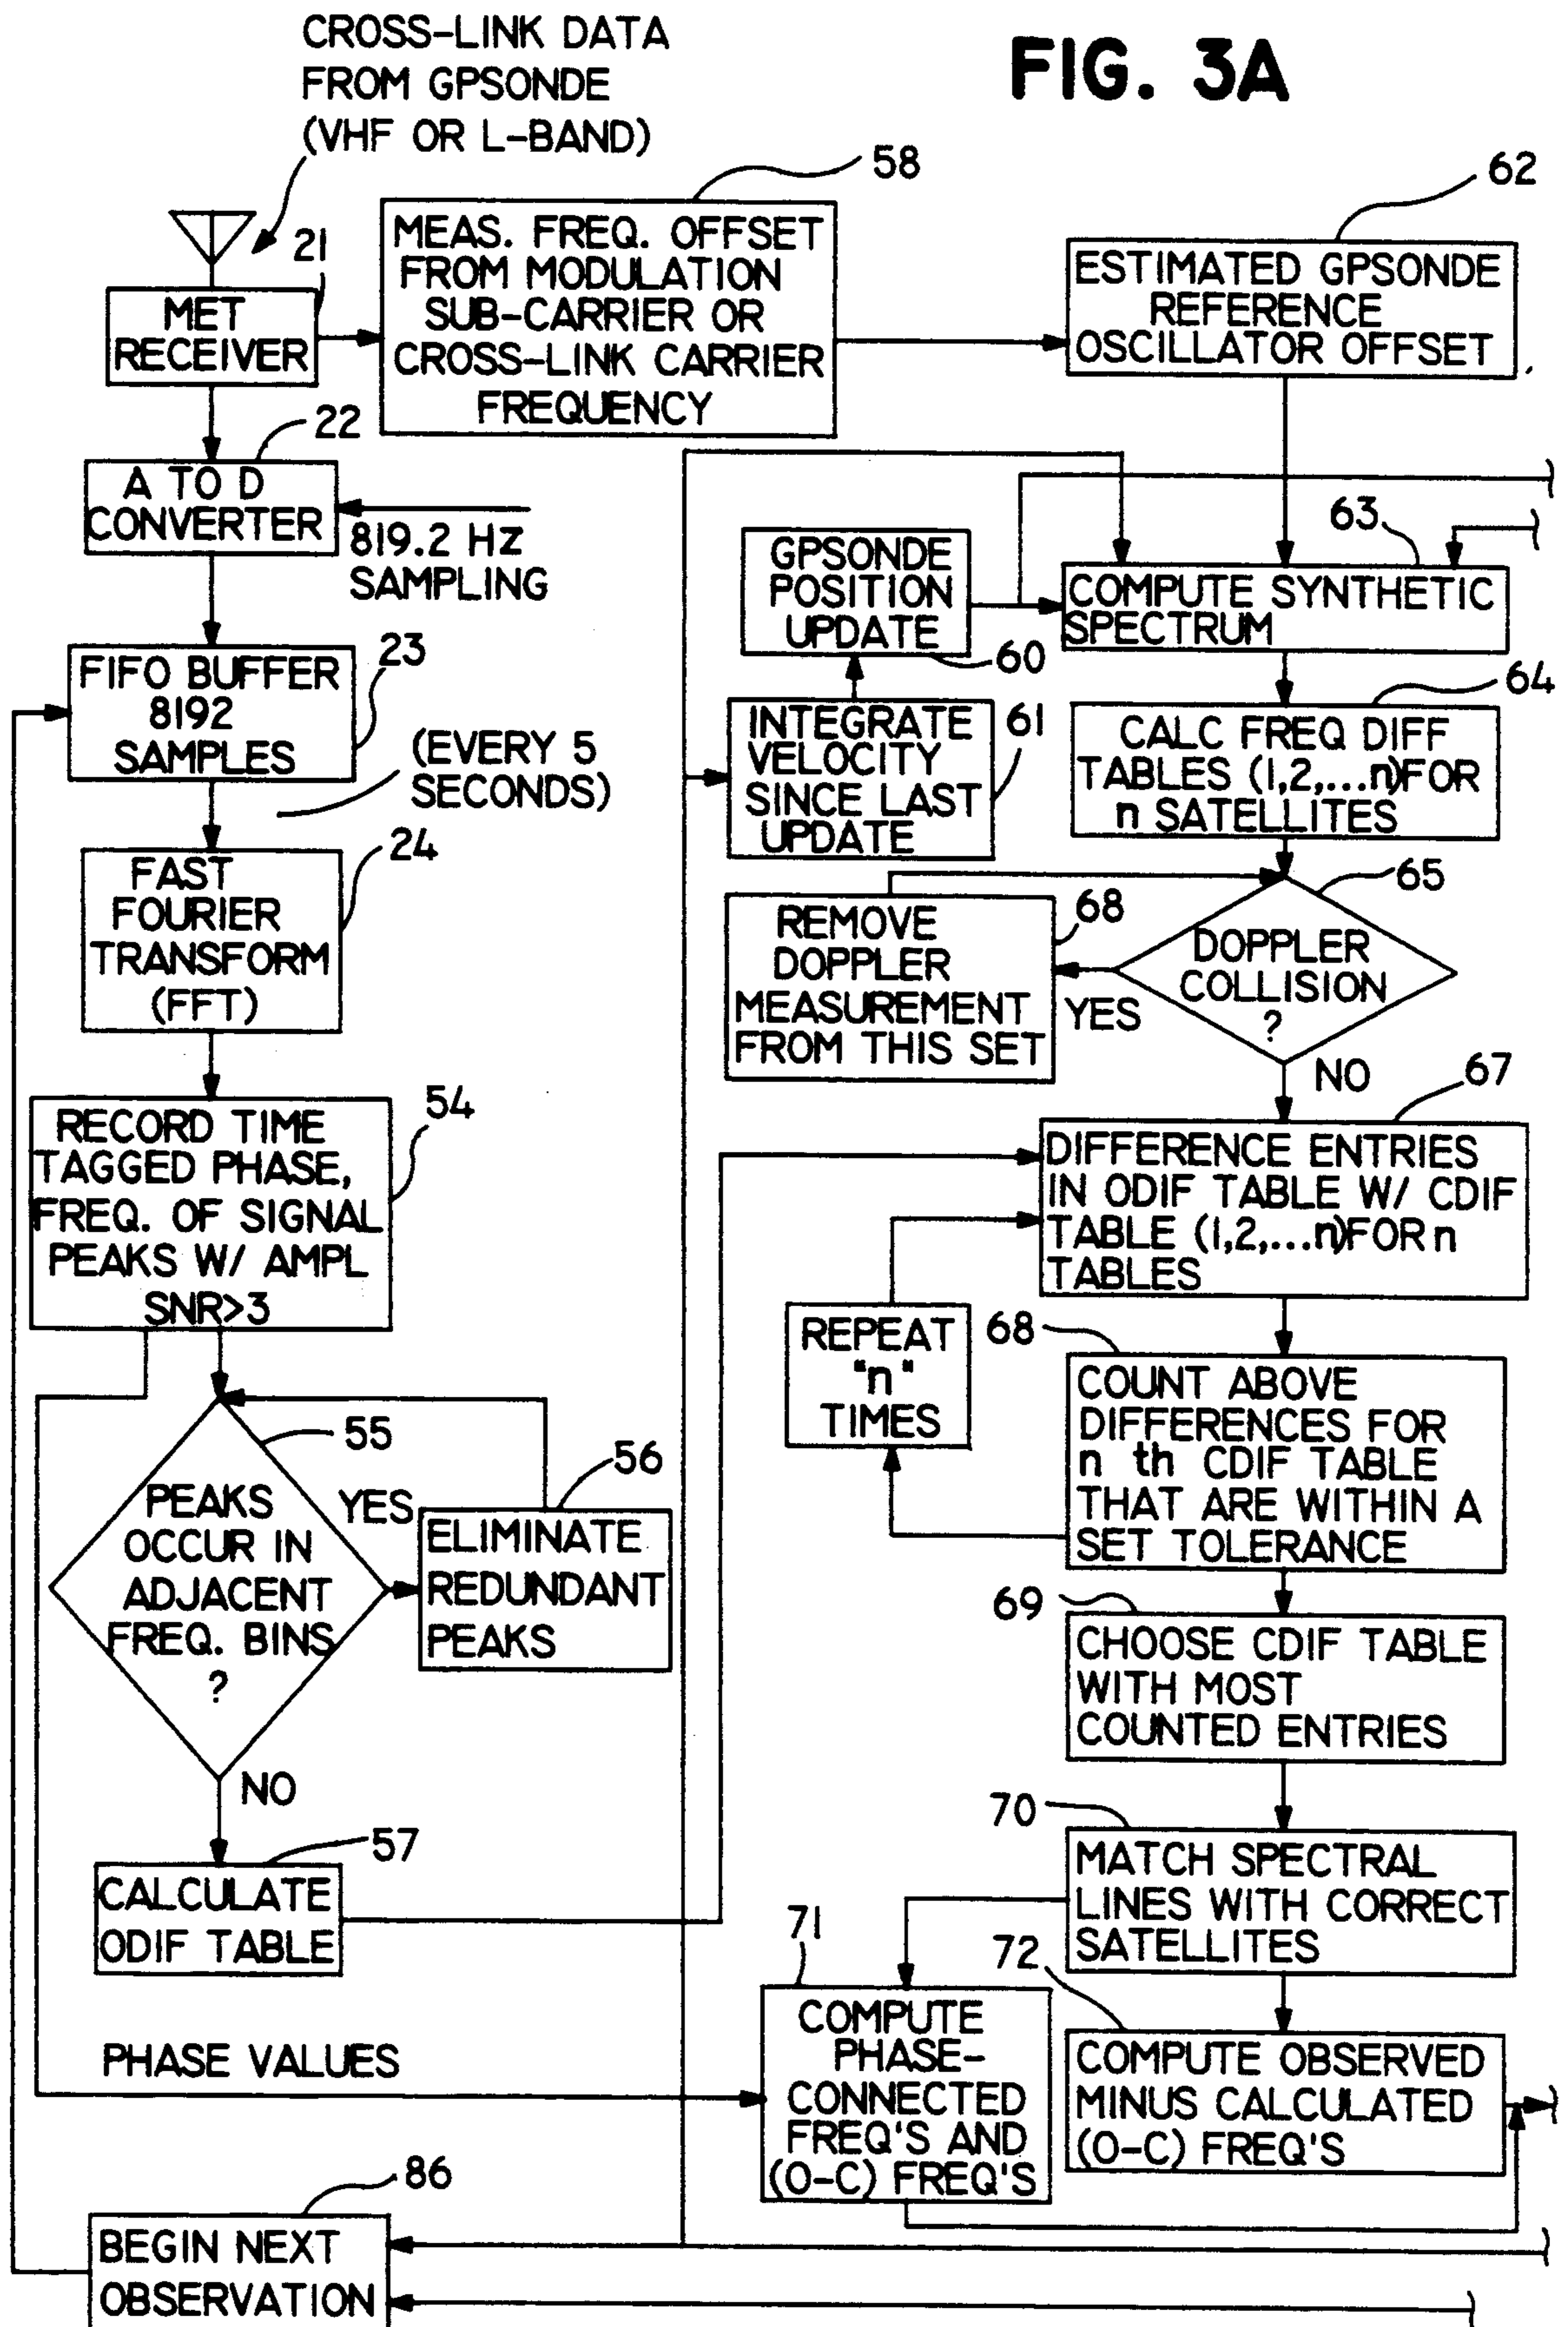 CROSS-LINK DATA
FROM GPSONDE
(VHF OR L-BAND)
FIG. 3A
58
62
21
MET
RECEIVER
MEAS. FREQ. OFFSET
FROM MODULATION
SUB-CARRIER OR
CROSS-LINK CARRIER
FREQUENCY
ESTIMATED GPSONDE
REFERENCE
OSCILLATOR OFFSET
22
A TO D
CONVERTER
819.2 Hz
SAMPLING
63
GPSONDE
POSITION
UPDATE
60
COMPUTE SYNTHETIC
SPECTRUM
23
FIFO BUFFER
8192
SAMPLES
(EVERY 5
SECONDS)
61
INTEGRATE
VELOCITY
SINCE LAST
UPDATE
64
CALC FREQ DIFF
TABLES (1,2,...n)FOR
n SATELLITES
24
FAST
FOURIER
TRANSFORM
(FFT)
68
REMOVE
DOPPLER
MEASUREMENT
FROM THIS SET
65
DOPPLER
COLLISION
?
YES
NO
54
RECORD TIME
TAGGED PHASE,
FREQ. OF SIGNAL
PEAKS W/ AMPL
SNR>3
67
DIFFERENCE ENTRIES
IN ODIF TABLE W/ CDIF
TABLE (1,2,...n)FOR n
TABLES
REPEAT
"n"
TIMES
68
COUNT ABOVE
DIFFERENCES FOR
n th CDIF TABLE
THAT ARE WITHIN A
SET TOLERANCE
55
PEAKS
OCCUR IN
ADJACENT
FREQ. BINS
?
YES
56
ELIMINATE
REDUNDANT
PEAKS
69
CHOOSE CDIF TABLE
WITH MOST
COUNTED ENTRIES
NO
57
CALCULATE
ODIF TABLE
70
MATCH SPECTRAL
LINES WITH CORRECT
SATELLITES
71
COMPUTE
PHASE-
CONNECTED
FREQ'S AND
(O-C) FREQ'S
72
COMPUTE OBSERVED
MINUS CALCULATED
(O-C) FREQ'S
PHASE VALUES
86
BEGIN NEXT
OBSERVATION